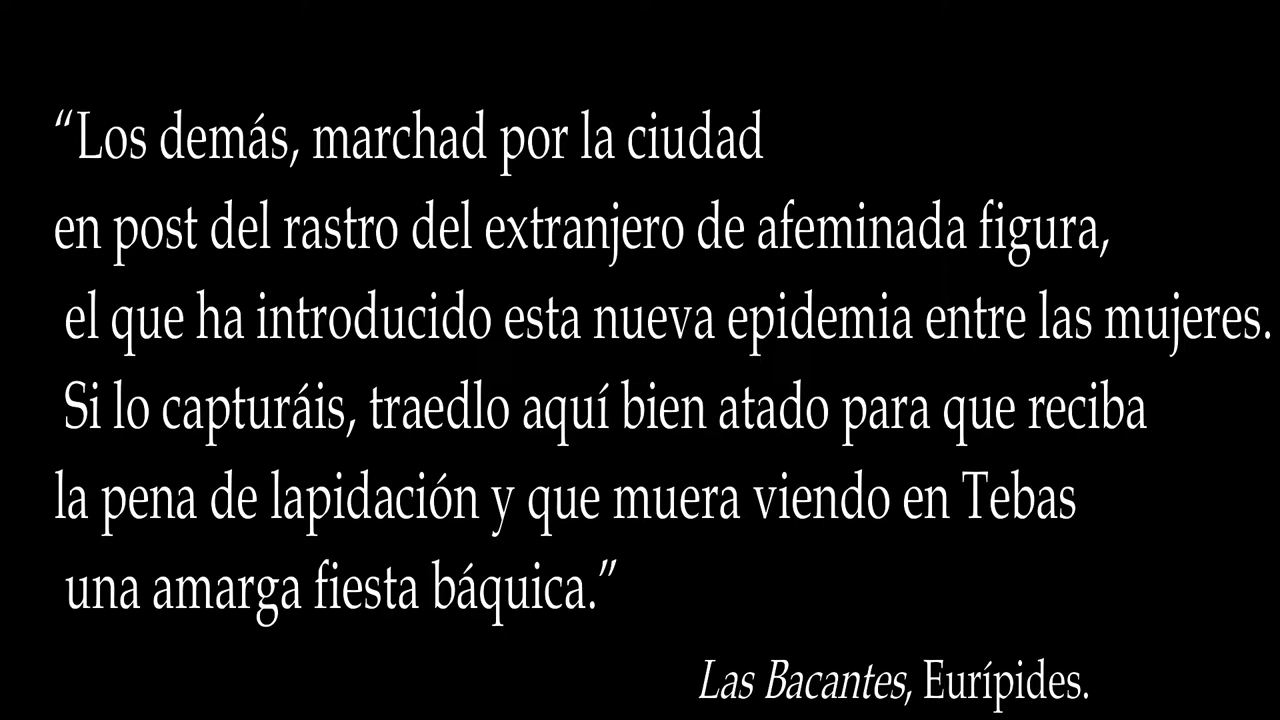 “Los demás, marchad por la ciudad
en post del rastro del extranjero de afeminada figura,
el que ha introducido esta nueva epidemia entre las mujeres.
Si lo capturáis, traedlo aquí bien atado para que reciba
la pena de lapidación y que muera viendo en Tebas
una amarga fiesta báquica.”
Las Bacantes, Eurípides.